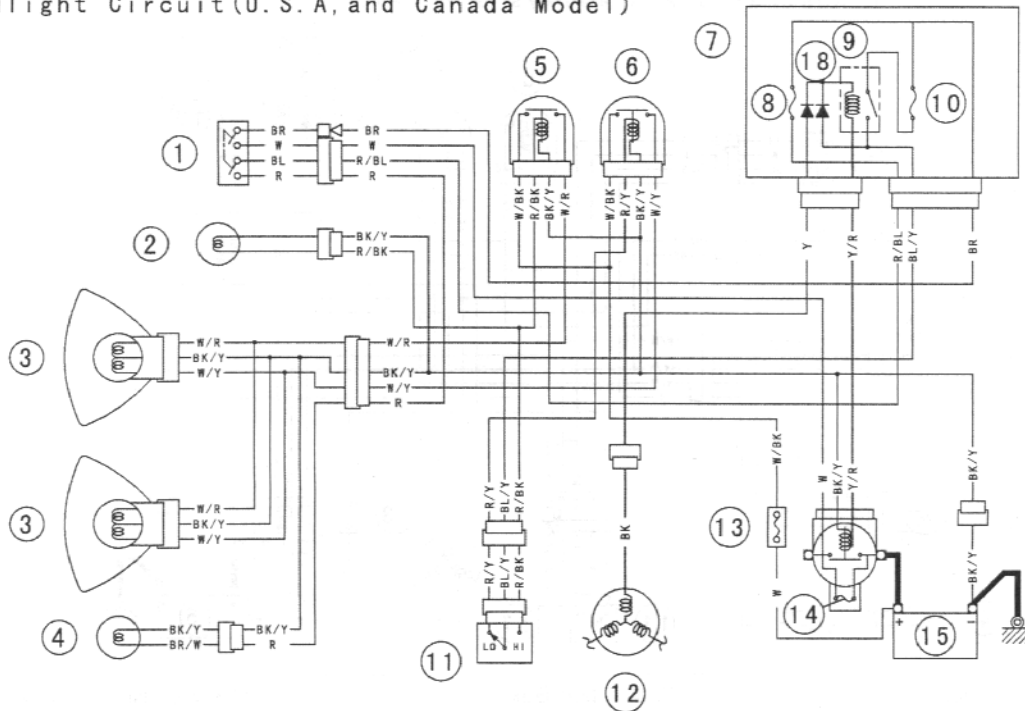 light Circuit(U.S.A,and Canada Model)
7
9
18
5
6
8
10
1
BR
BR
W
W
BL
R/BL
R
R
W/BK
R/BK
BK/Y
W/R
W/BK
R/Y
BK/Y
W/Y
2
BK/Y
R/BK
Y
Y/R
R/BL
BL/Y
BR
3
W/R
BK/Y
W/Y
W/R
BK/Y
W/Y
R
3
W/R
BK/Y
W/Y
R/Y
BL/Y
R/BK
W/BK
W
BK/Y
Y/R
BK/Y
13
BK
R/Y
BL/Y
R/BK
BK/Y
W
14
+
-
15
4
BK/Y
BK/Y
BR/W
R
11
LO
HI
12